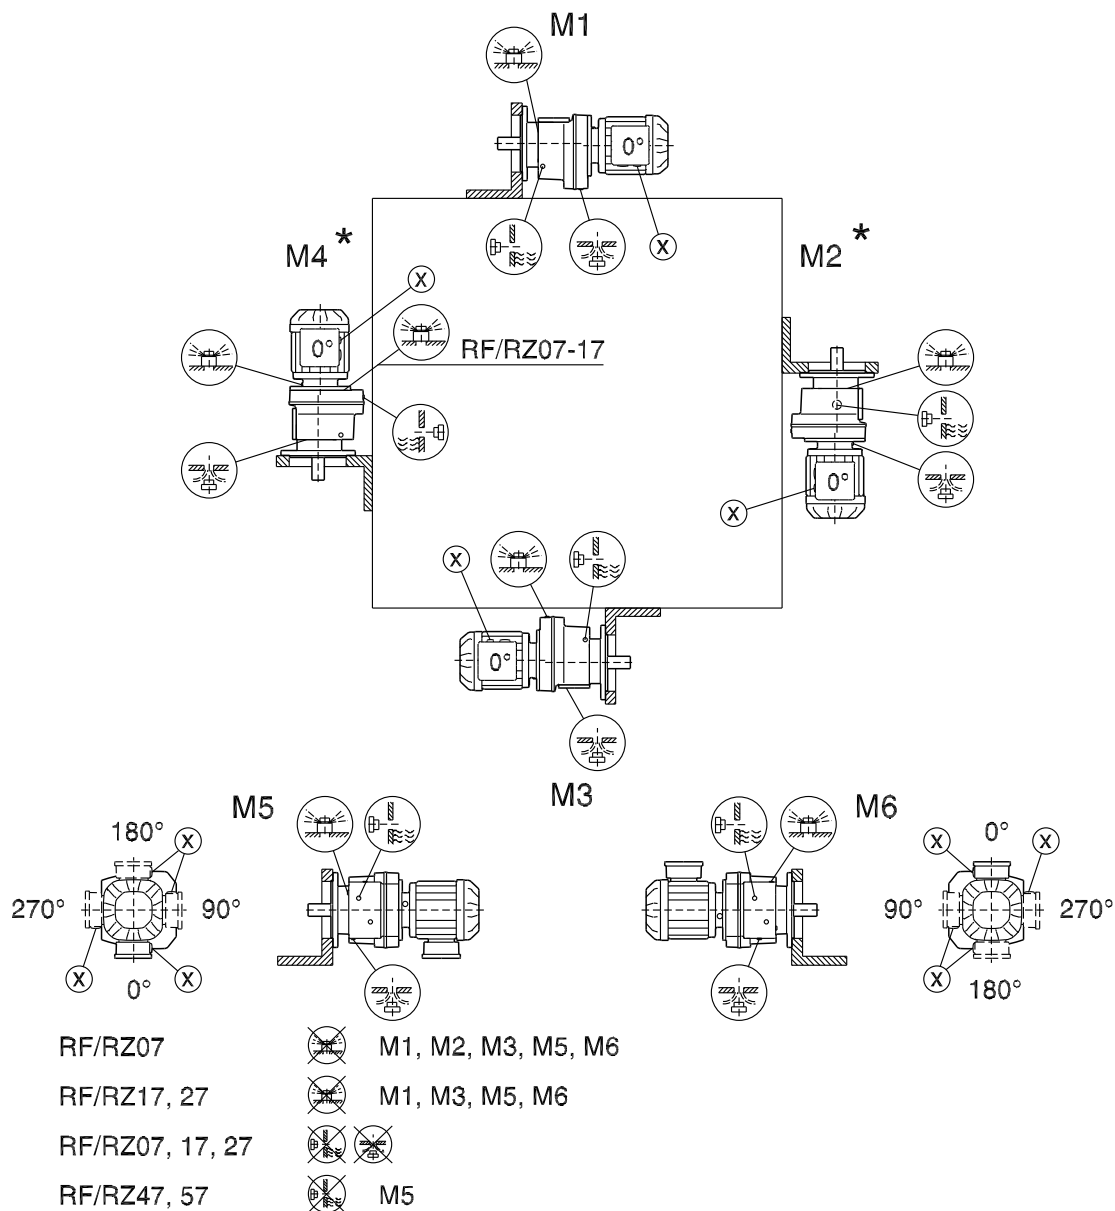 M1
0°
X
M4 *
M2 *
X
RF/RZ07-17
0°
0°
X
X
0°
M3
M5
M6
180°
X
270°
90°
X
0°
X
0°
X
X
90°
270°
X
180°
RF/RZ07 M1, M2, M3, M5, M6
RF/RZ17, 27 M1, M3, M5, M6
RF/RZ07, 17, 27
RF/RZ47, 57 M5